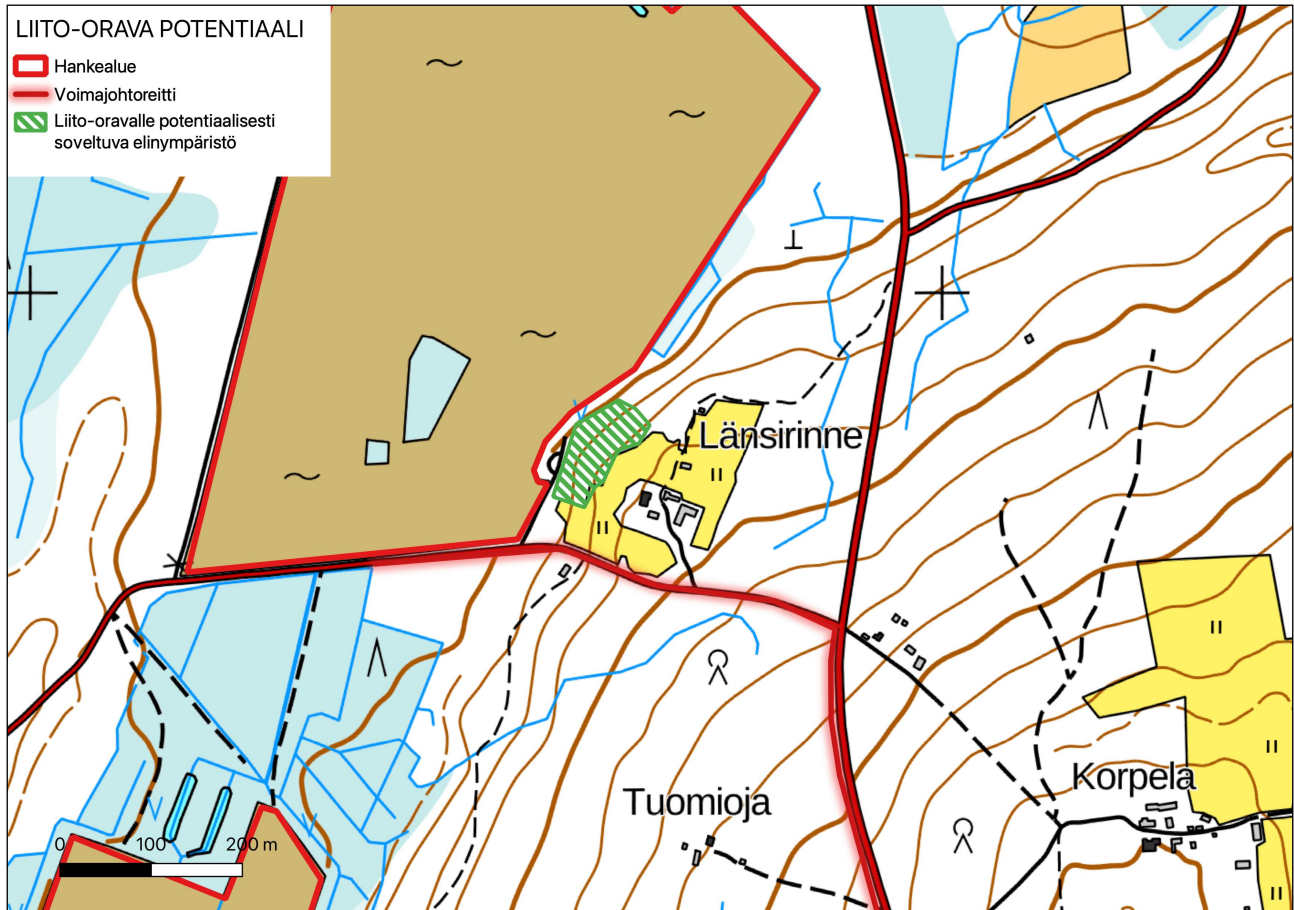 LIITO-ORAVA POTENTIAALI
Hankealue
Voimajohtoreitti
Liito-oravalle potentiaalisesti
soveltuva elinympäristö
Länsirinne
Tuomioja
Korpela
0 100 200 m